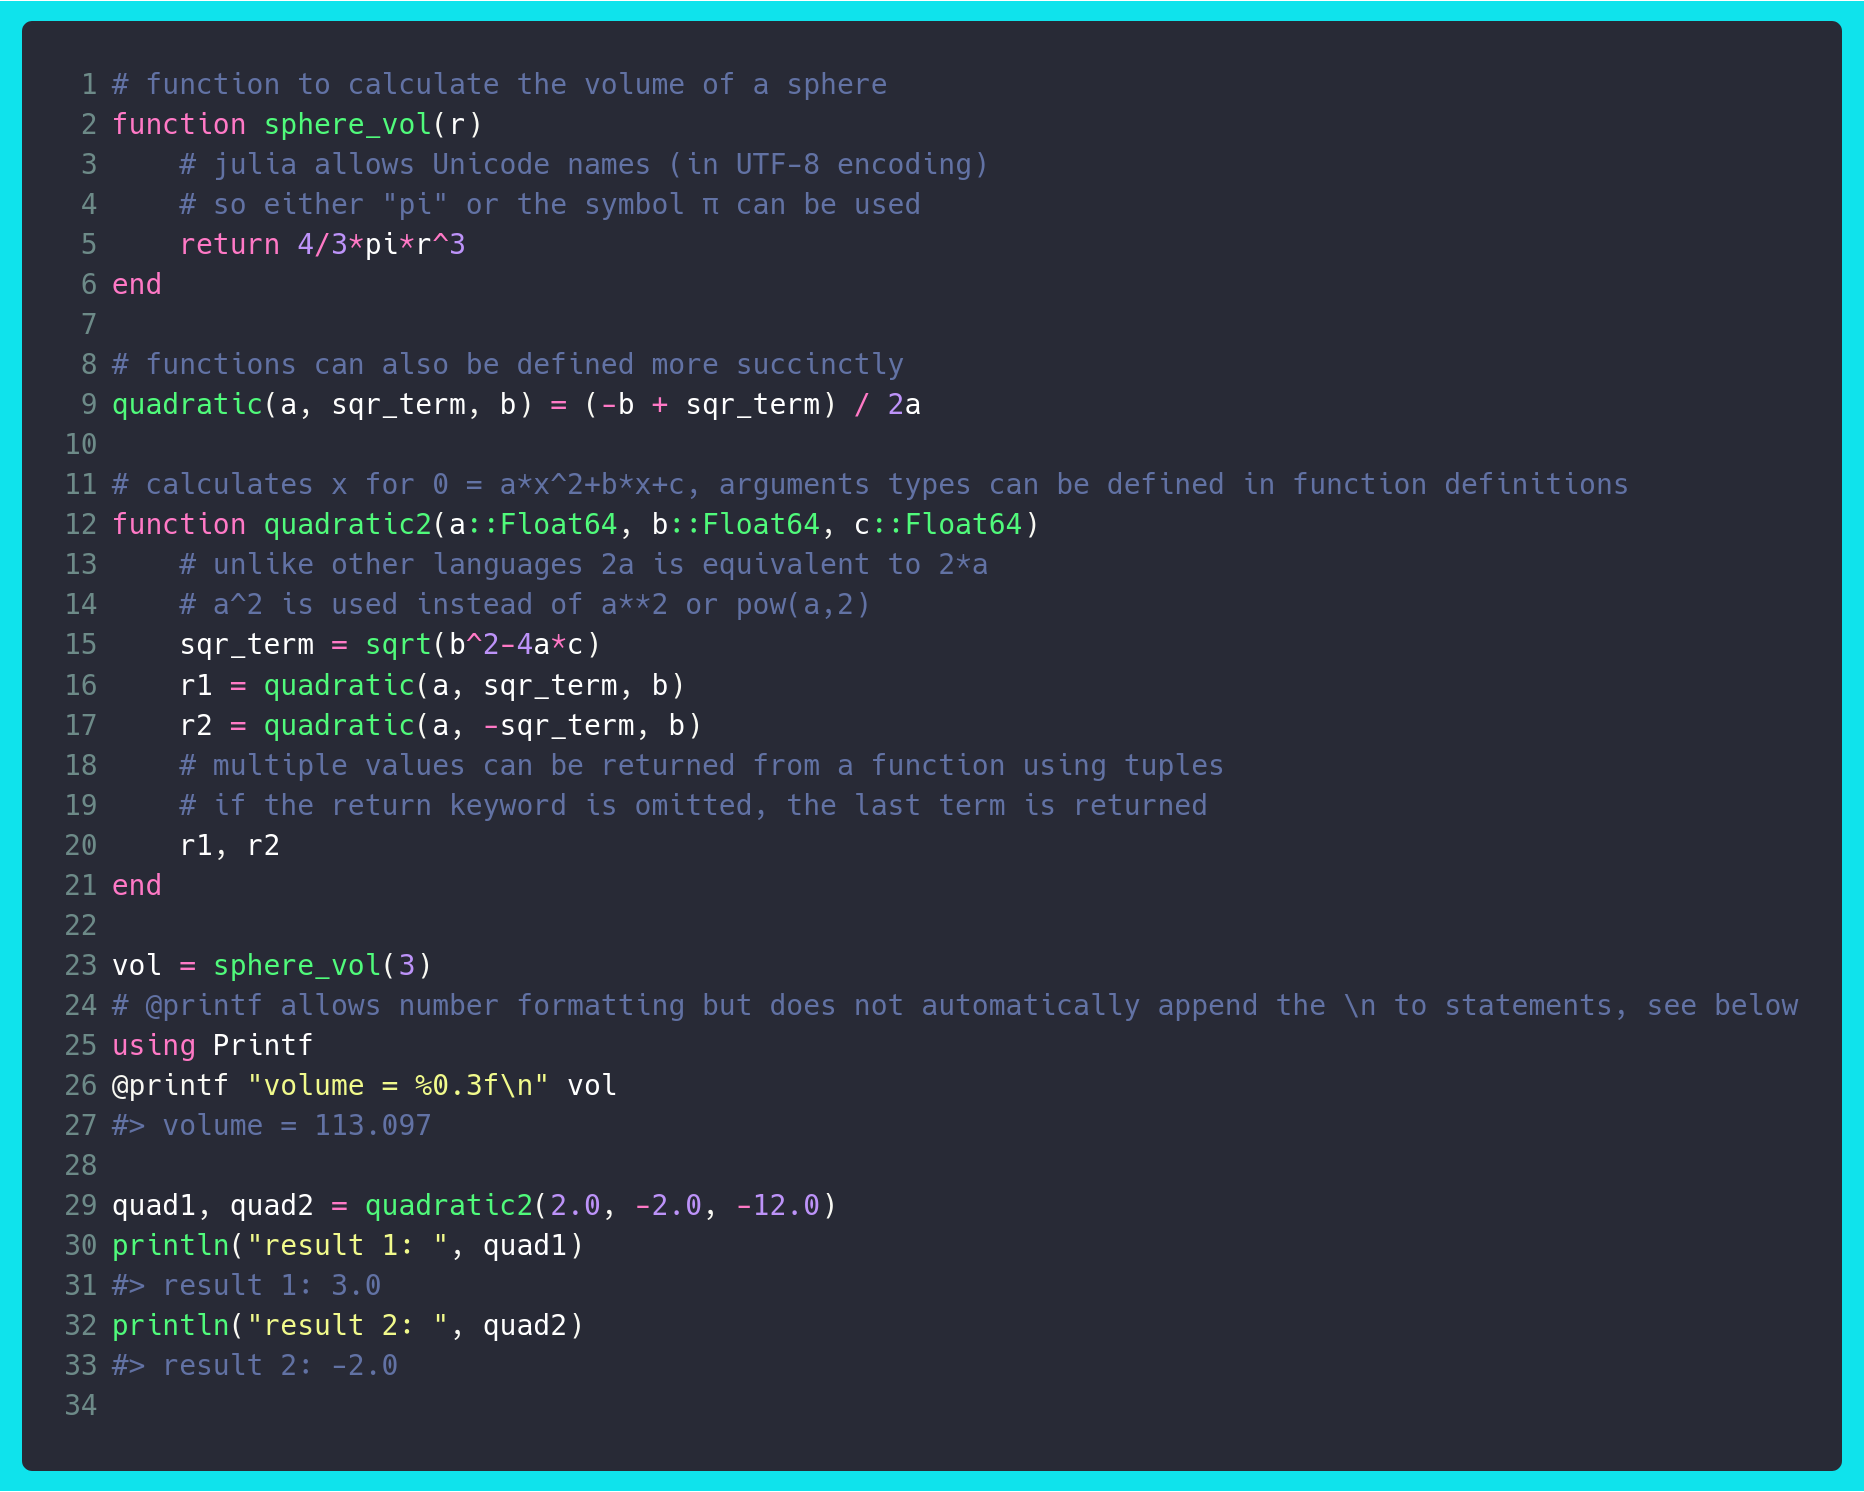 1 # function to calculate the volume of a sphere
2 function sphere_vol(r)
3     # julia allows Unicode names (in UTF-8 encoding)
4     # so either "pi" or the symbol π can be used
5     return 4/3*pi*r^3
6 end
7
8 # functions can also be defined more succinctly
9 quadratic(a, sqr_term, b) = (-b + sqr_term) / 2a
10
11 # calculates x for 0 = a*x^2+b*x+c, arguments types can be defined in function definitions
12 function quadratic2(a::Float64, b::Float64, c::Float64)
13     # unlike other languages 2a is equivalent to 2*a
14     # a^2 is used instead of a**2 or pow(a,2)
15     sqr_term = sqrt(b^2-4a*c)
16     r1 = quadratic(a, sqr_term, b)
17     r2 = quadratic(a, -sqr_term, b)
18     # multiple values can be returned from a function using tuples
19     # if the return keyword is omitted, the last term is returned
20     r1, r2
21 end
22
23 vol = sphere_vol(3)
24 # @printf allows number formatting but does not automatically append the \n to statements, see below
25 using Printf
26 @printf "volume = %0.3f\n" vol
27 #> volume = 113.097
28
29 quad1, quad2 = quadratic2(2.0, -2.0, -12.0)
30 println("result 1: ", quad1)
31 #> result 1: 3.0
32 println("result 2: ", quad2)
33 #> result 2: -2.0
34